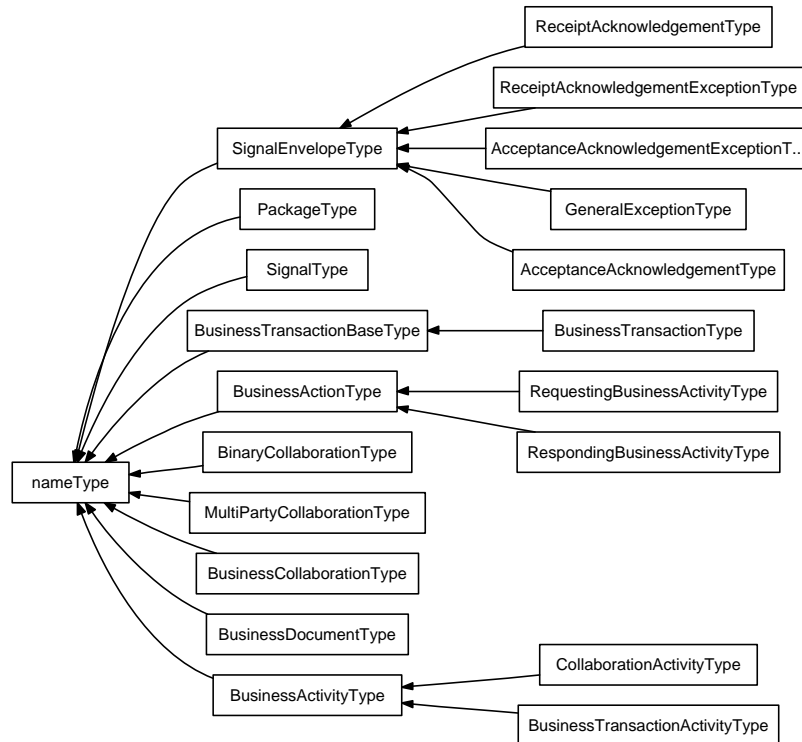 ReceiptAcknowledgementType
ReceiptAcknowledgementExceptionType
SignalEnvelopeType
AcceptanceAcknowledgementExceptionT...
PackageType
GeneralExceptionType
SignalType
AcceptanceAcknowledgementType
BusinessTransactionBaseType
BusinessTransactionType
BusinessActionType
RequestingBusinessActivityType
BinaryCollaborationType
RespondingBusinessActivityType
nameType
MultiPartyCollaborationType
BusinessCollaborationType
BusinessDocumentType
CollaborationActivityType
BusinessActivityType
BusinessTransactionActivityType